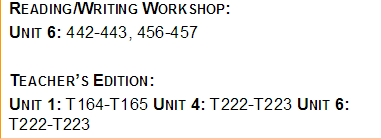 READING/WRITING WORKSHOP:
UNIT 6: 442-443, 456-457
TEACHER'S EDITION:
UNIT 1: T164-T165 UNIT 4: T222-T223 UNIT 6:
T222-T223